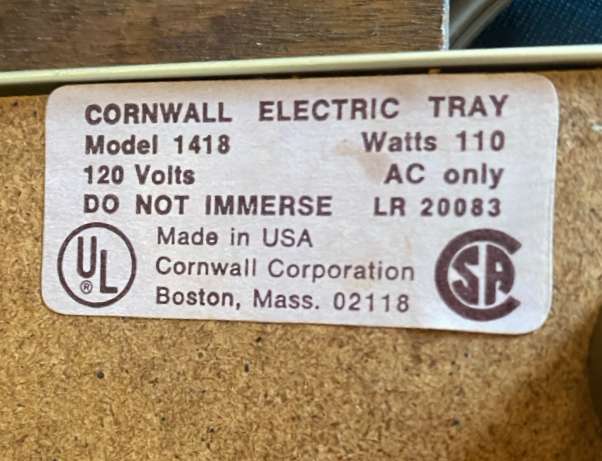 CORNWALL ELECTRIC TRAY
Model 1418 Watts 110
120 Volts AC only
DO NOT IMMERSE LR 20083
Made in USA
Cornwall Corporation
Boston, Mass. 02118
UL ®
CSA